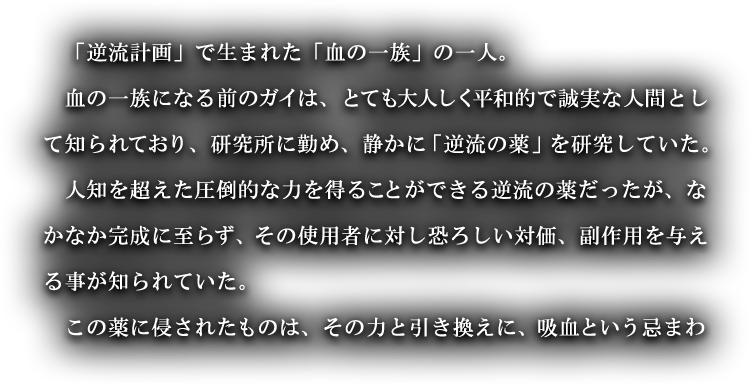 「逆流計画」で生まれた「血の一族」の一人。
血の一族になる前のガイは、とても大人しく平和的で誠実な人間とし
て知られており、研究所に勤め、静かに「逆流の薬」を研究していた。
人知を超えた圧倒的な力を得ることができる逆流の薬だったが、な
かなか完成に至らず、その使用者に対し恐ろしい対価、副作用を与え
る事が知られていた。
この薬に侵されたものは、その力と引き換えに、吸血という忌まわ